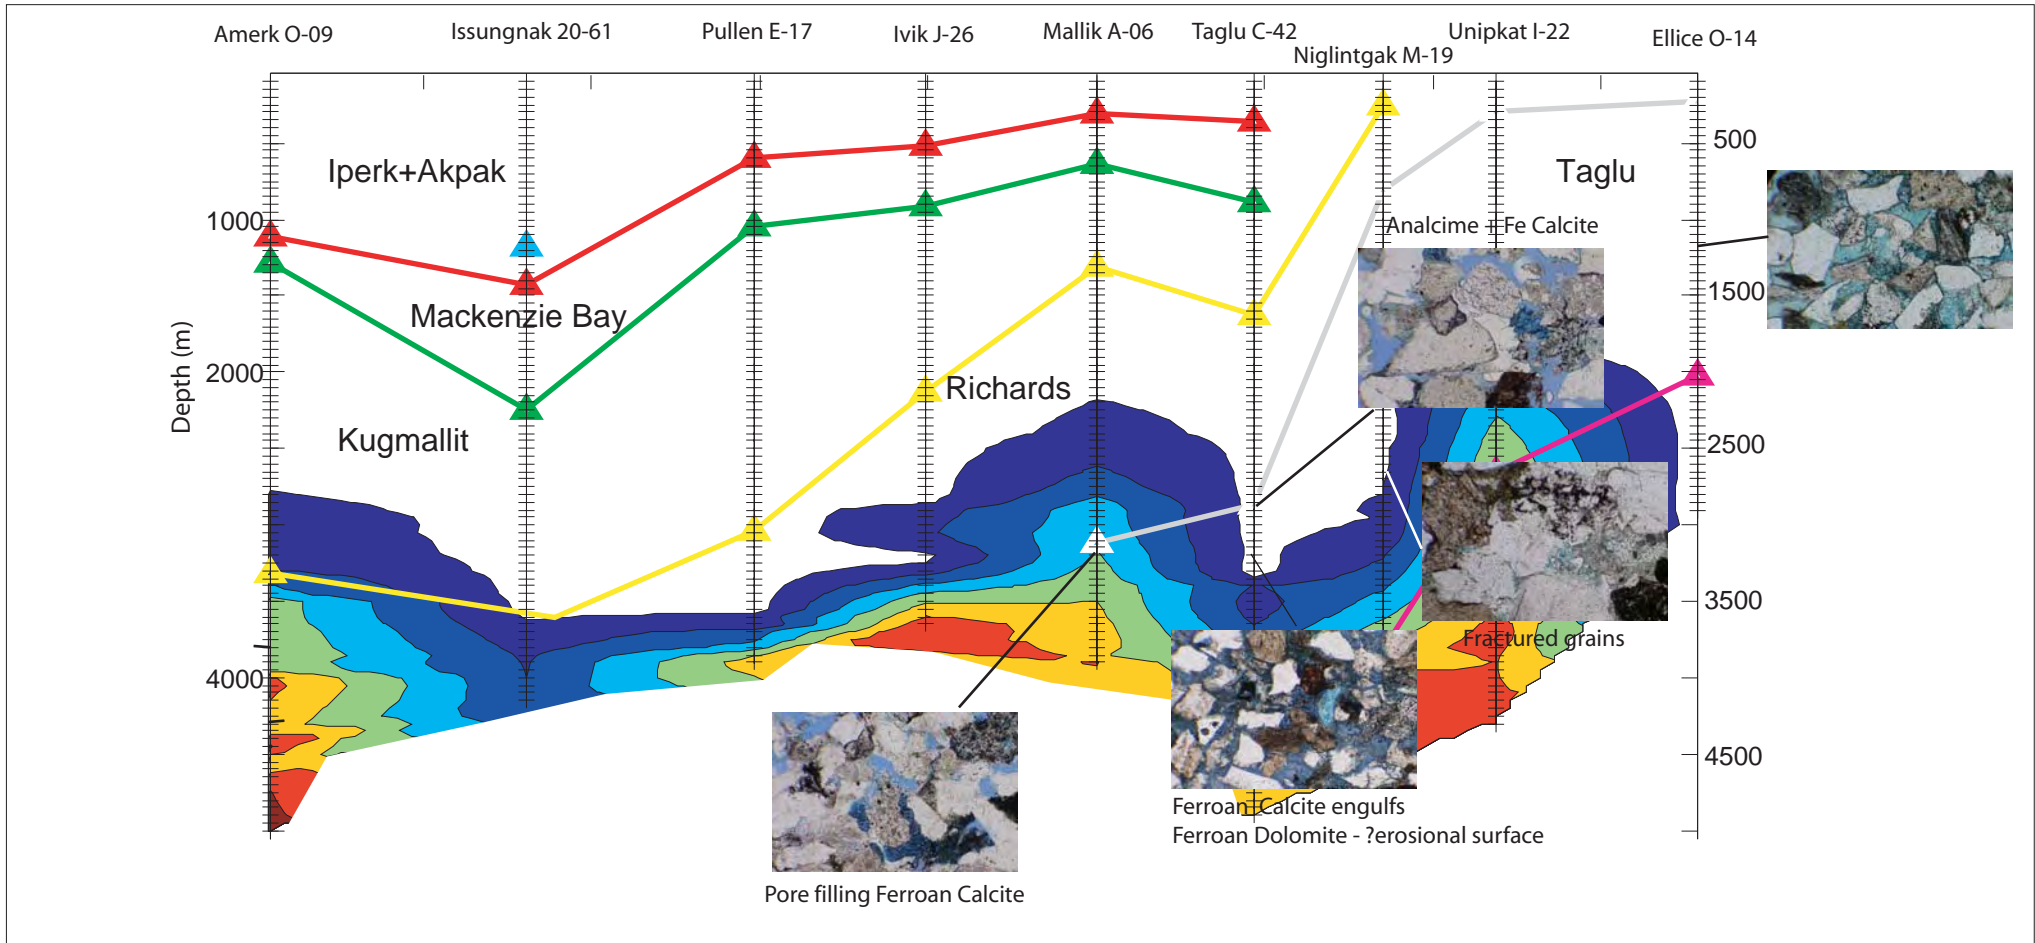 Amerk O-09
Issungnak 20-61
Pullen E-17
Ivik J-26
Mallik A-06
Taglu C-42
Niglintgak M-19
Unipkat I-22
Ellice O-14
Iperk+Akpak
Mackenzie Bay
Kugmallit
Richards
Taglu
Depth (m)
1000
2000
4000
500
1500
2500
3500
4500
Analcime + Fe Calcite
Fractured grains
Ferroan Calcite engulfs
Ferroan Dolomite - ?erosional surface
Pore filling Ferroan Calcite